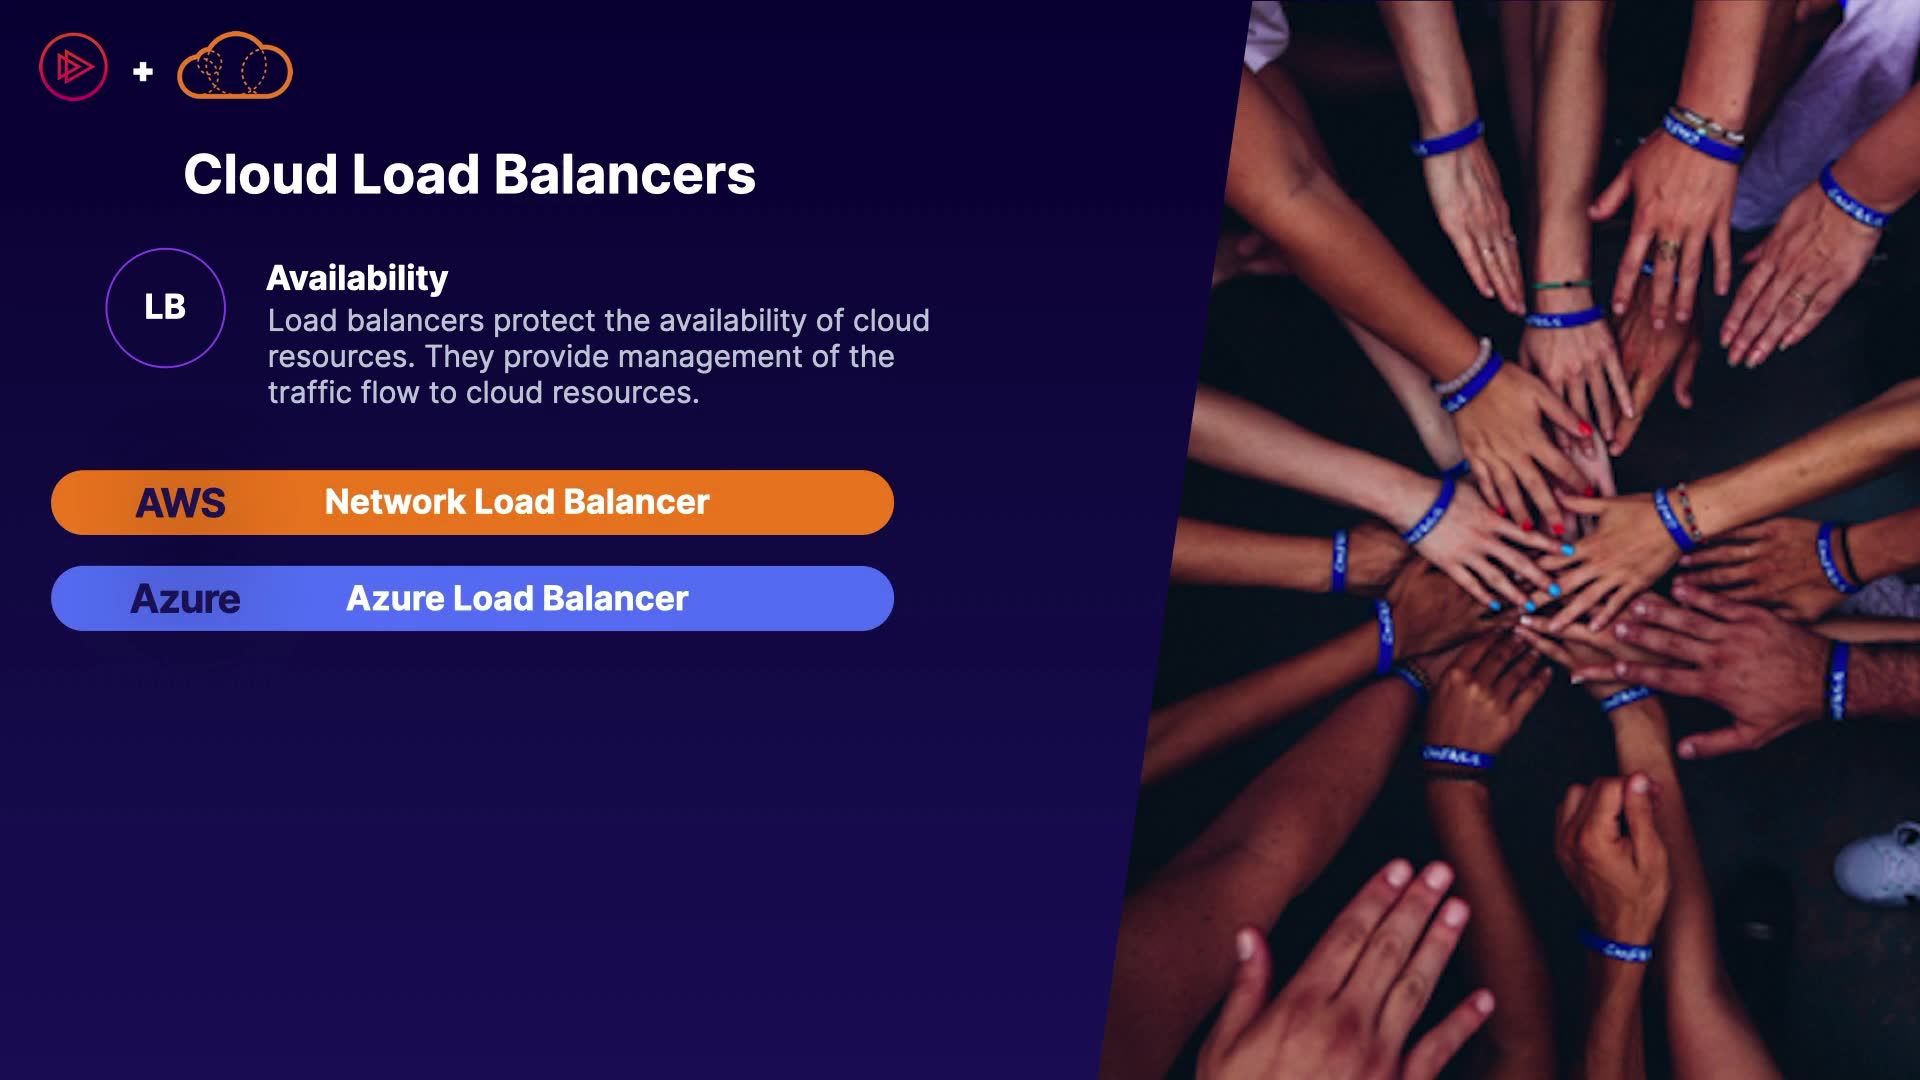 Cloud Load Balancers
LB
Availability
Load balancers protect the availability of cloud
resources. They provide management of the
traffic flow to cloud resources.
AWS Network Load Balancer
Azure Azure Load Balancer